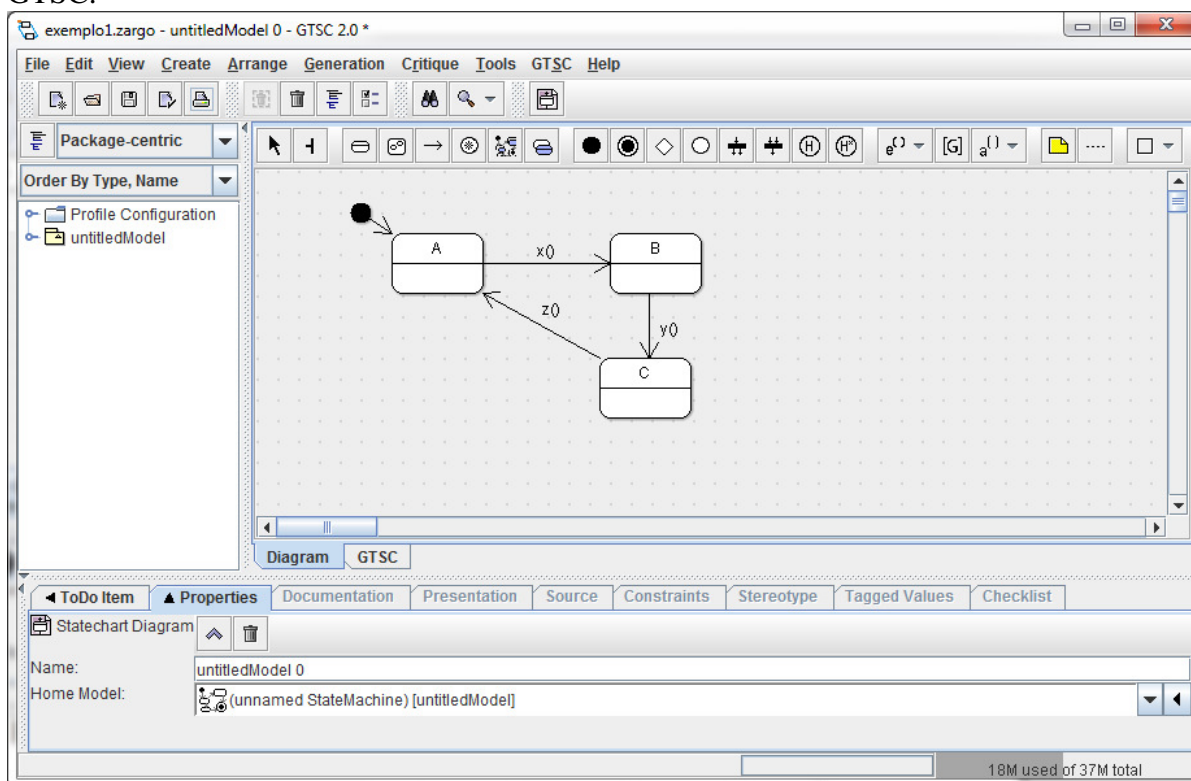 GTSC.
exemplo1.zargo - untitledModel 0 - GTSC 2.0 *
File Edit View Create Arrange Generation Critique Tools GTSC Help
Package-centric
Order By Type, Name
Profile Configuration
untitledModel
H H* e() [G] a()
A
x()
B
z()
y()
C
Diagram GTSC
ToDo Item Properties Documentation Presentation Source Constraints Stereotype Tagged Values Checklist
Statechart Diagram
Name: untitledModel 0
Home Model: (unnamed StateMachine) [untitledModel]
18M used of 37M total